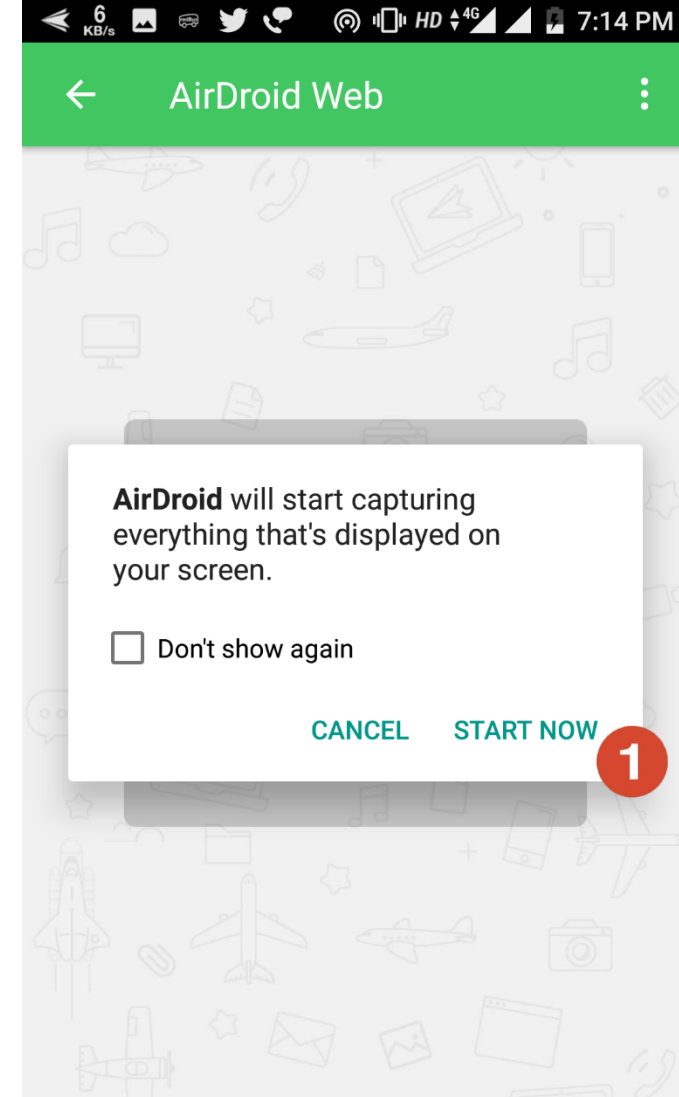 6
KB/s
redBus
HD
4G
7:14 PM
AirDroid Web
AirDroid will start capturing
everything that's displayed on
your screen.
Don't show again
CANCEL START NOW
1